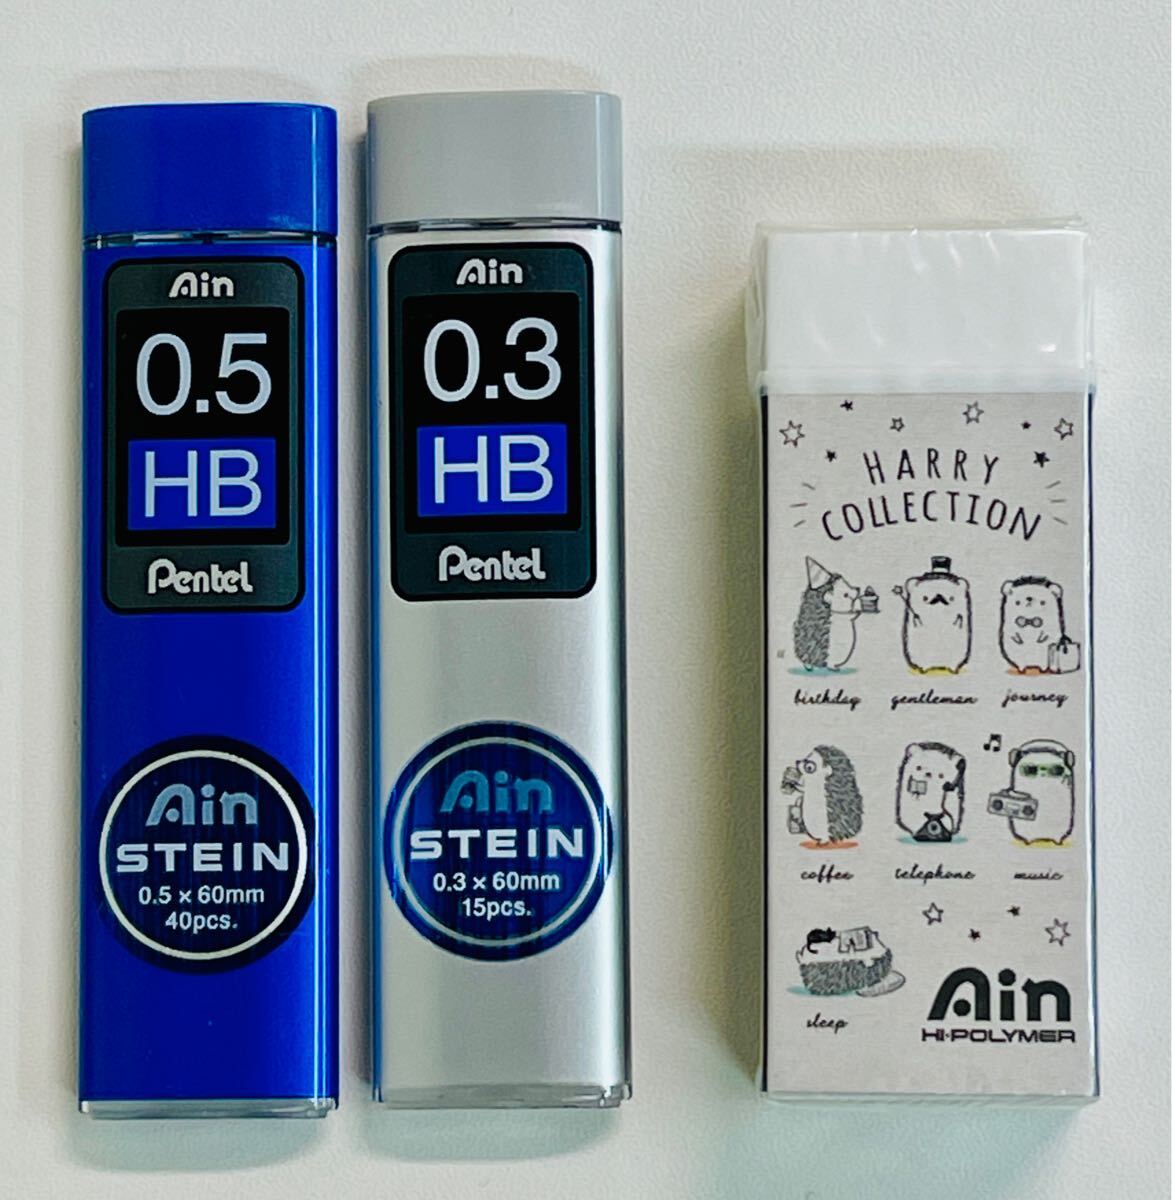 Ain
0.5
HB
Pentel
Ain
STEIN
0.5 × 60mm
40pcs.
Ain
0.3
HB
Pentel
Ain
STEIN
0.3 × 60mm
15pcs.
HARRY
COLLECTION
birthday gentleman journey
coffee telephone music
sleep
Ain
HI-POLYMER